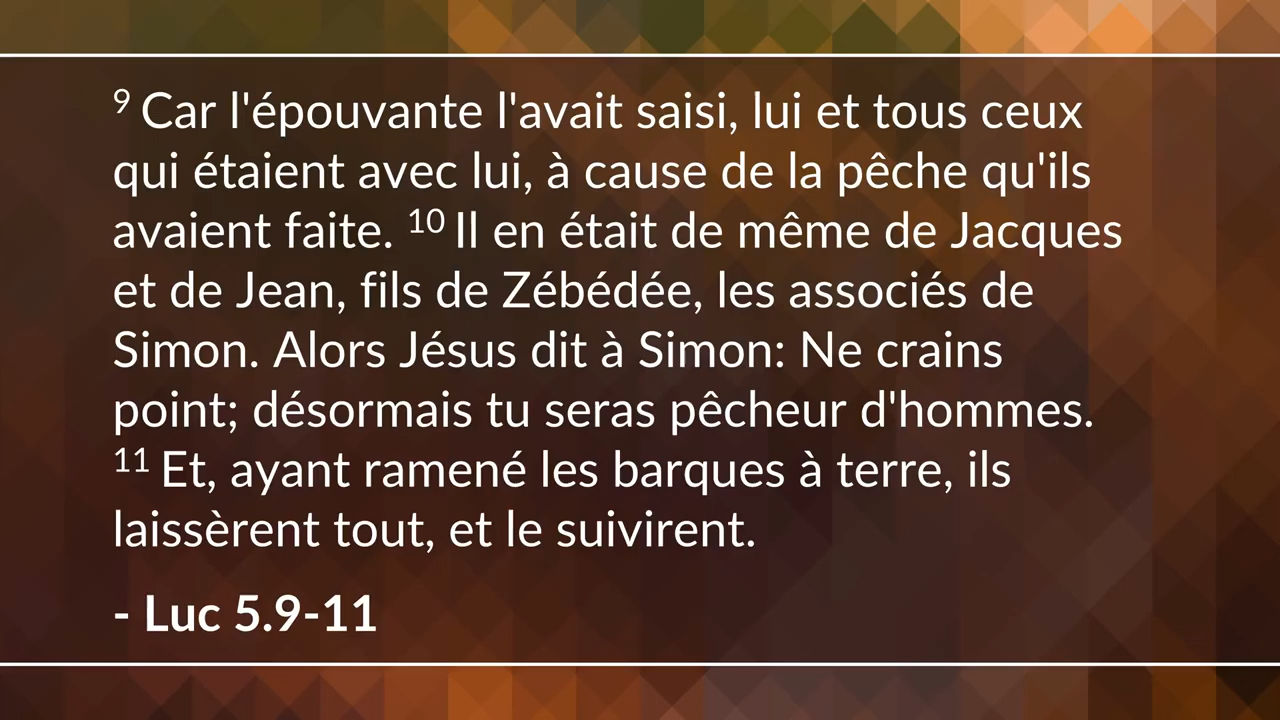 9 Car l'épouvante l'avait saisi, lui et tous ceux
qui étaient avec lui, à cause de la pêche qu'ils
avaient faite. 10 Il en était de même de Jacques
et de Jean, fils de Zébédée, les associés de
Simon. Alors Jésus dit à Simon: Ne crains
point; désormais tu seras pêcheur d'hommes.
11 Et, ayant ramené les barques à terre, ils
laissèrent tout, et le suivirent.
- Luc 5.9-11